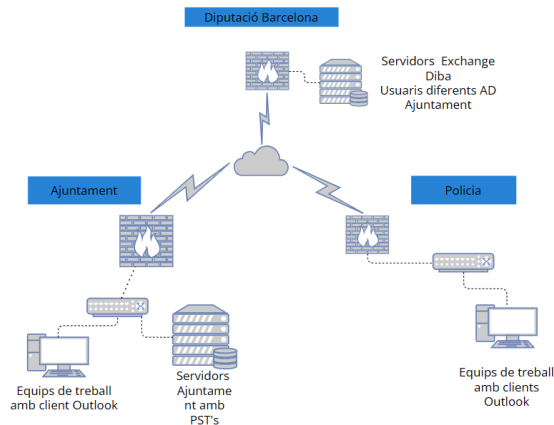 Diputació Barcelona
Servidors Exchange
Diba
Usuaris diferents AD
Ajuntament
Ajuntament
Policia
Equips de treball
amb client Outlook
Servidors
Ajuntame
nt amb
PST's
Equips de treball
amb clients
Outlook